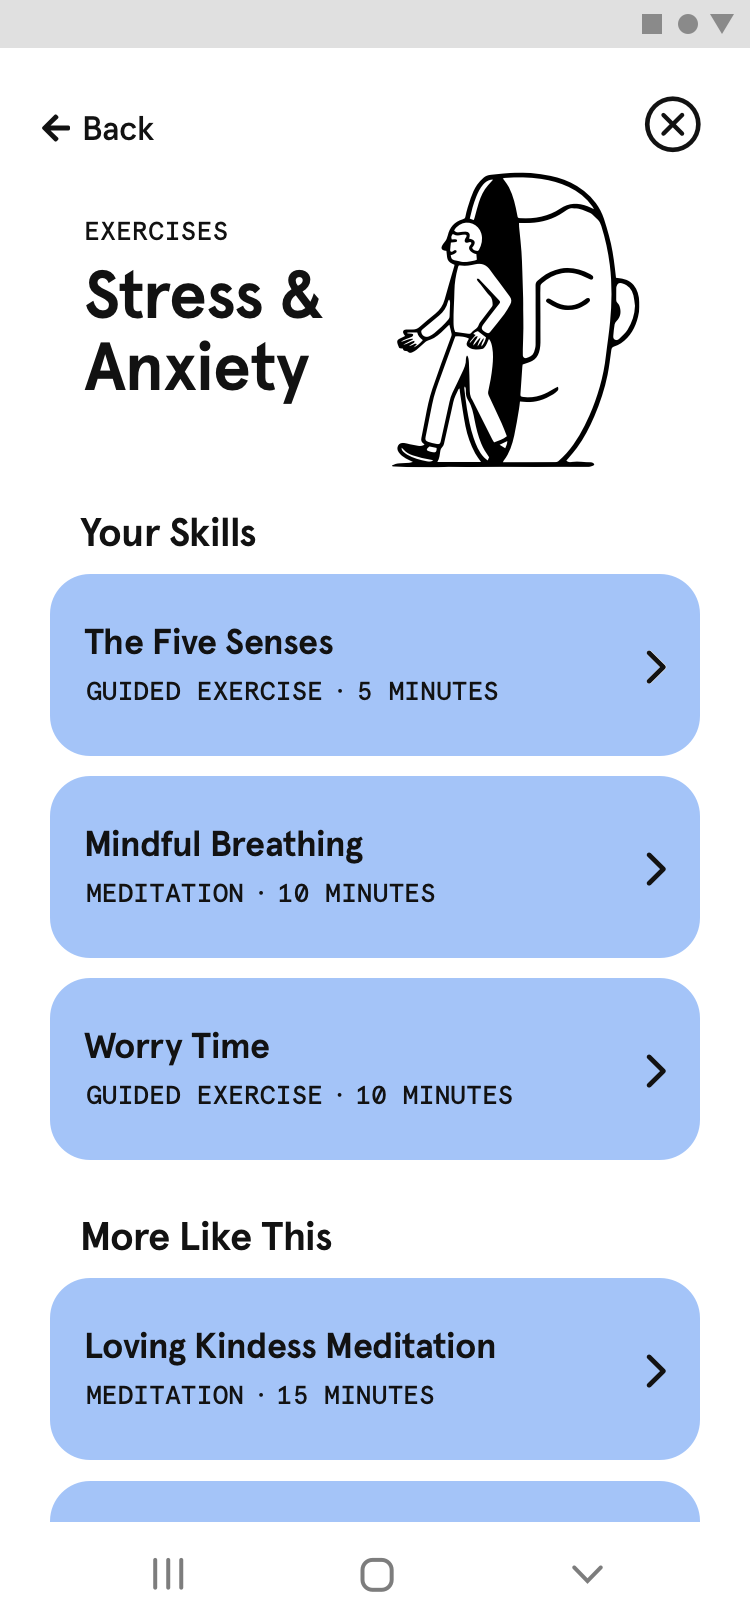 Back
EXERCISES
Stress &
Anxiety
Your Skills
The Five Senses
GUIDED EXERCISE · 5 MINUTES
Mindful Breathing
MEDITATION · 10 MINUTES
Worry Time
GUIDED EXERCISE · 10 MINUTES
More Like This
Loving Kindess Meditation
MEDITATION · 15 MINUTES